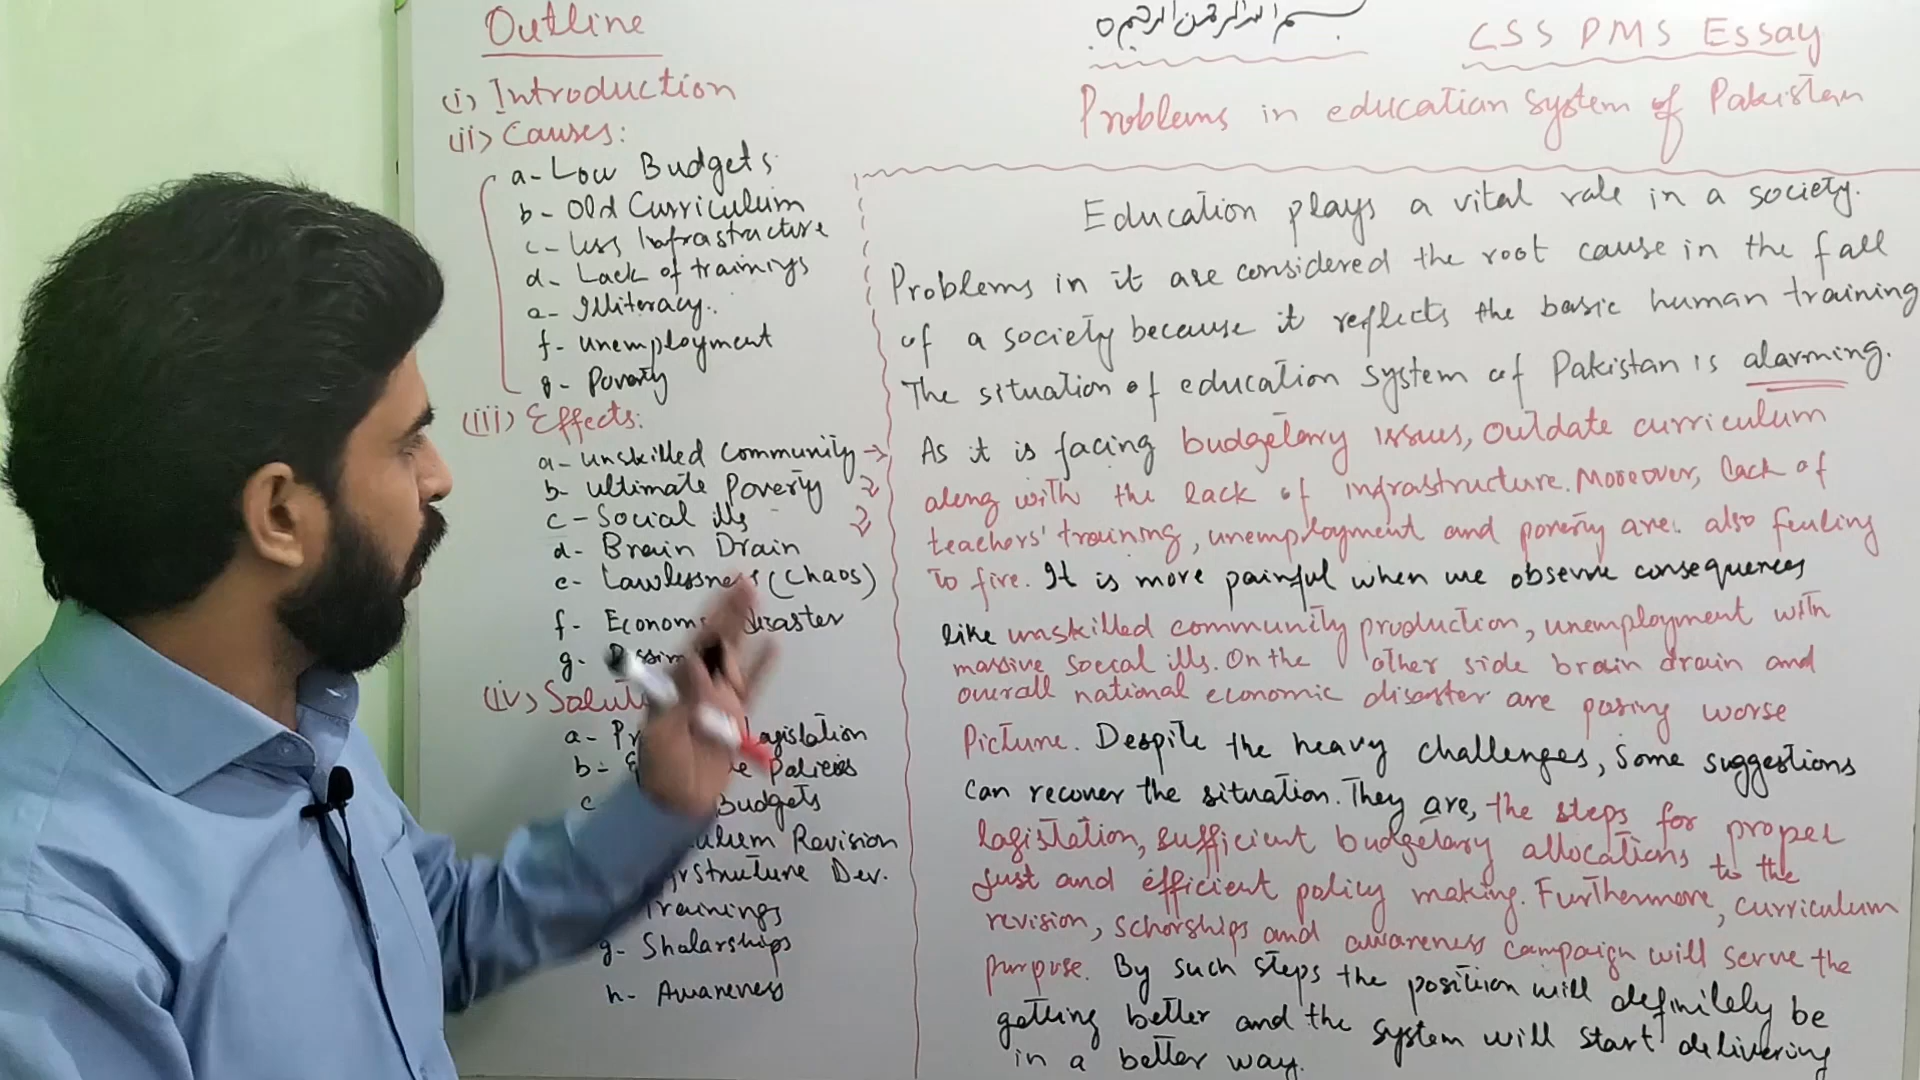 Outline
(i) Introduction
(ii) Causes:
a- Low Budgets
b- Old Curriculum
c- Less Infrastructure
d- Lack of trainings
e- Illiteracy.
f- unemployment
g- Poverty
(iii) Effects:
a- unskilled Community →
b- ultimate Poverty
c- Social ills
d- Brain Drain
e- Lawlessness (Chaos)
f- Econom disaster
g-
(iv) Solut
a- Pr lagislation
b- Policies
c Budgets
Revision
Dev.
Trainings
g- Shalarships
h- Awareness
بسم الله الرحمن الرحيم
CSS PMS Essay
Problems in education system of Pakistan
Education plays a vital role in a society.
Problems in it are considered the root cause in the fall
of a society because it reflects the basic human training
The situation of education system of Pakistan is alarming.
As it is facing budgetary issues, outdate curriculum
along with the lack of infrastructure. Moreover, lack of
teachers' training, unemployment and poverty are also fueling
to fire. It is more painful when we observe consequences
like unskilled community production, unemployment with
massive social ills. On the other side brain drain and
overall national economic disaster are posing worse
Picture. Despite the heavy challenges, some suggestions
can recover the situation. They are, the steps for proper
lagistation, sufficient budgetary allocations to the
just and efficient policy making. Furthermore, curriculum
revision, schorships and awareness campaign will serve the
purpose. By such steps the position will definitely be
getting better and the system will start delivering
in a better way.